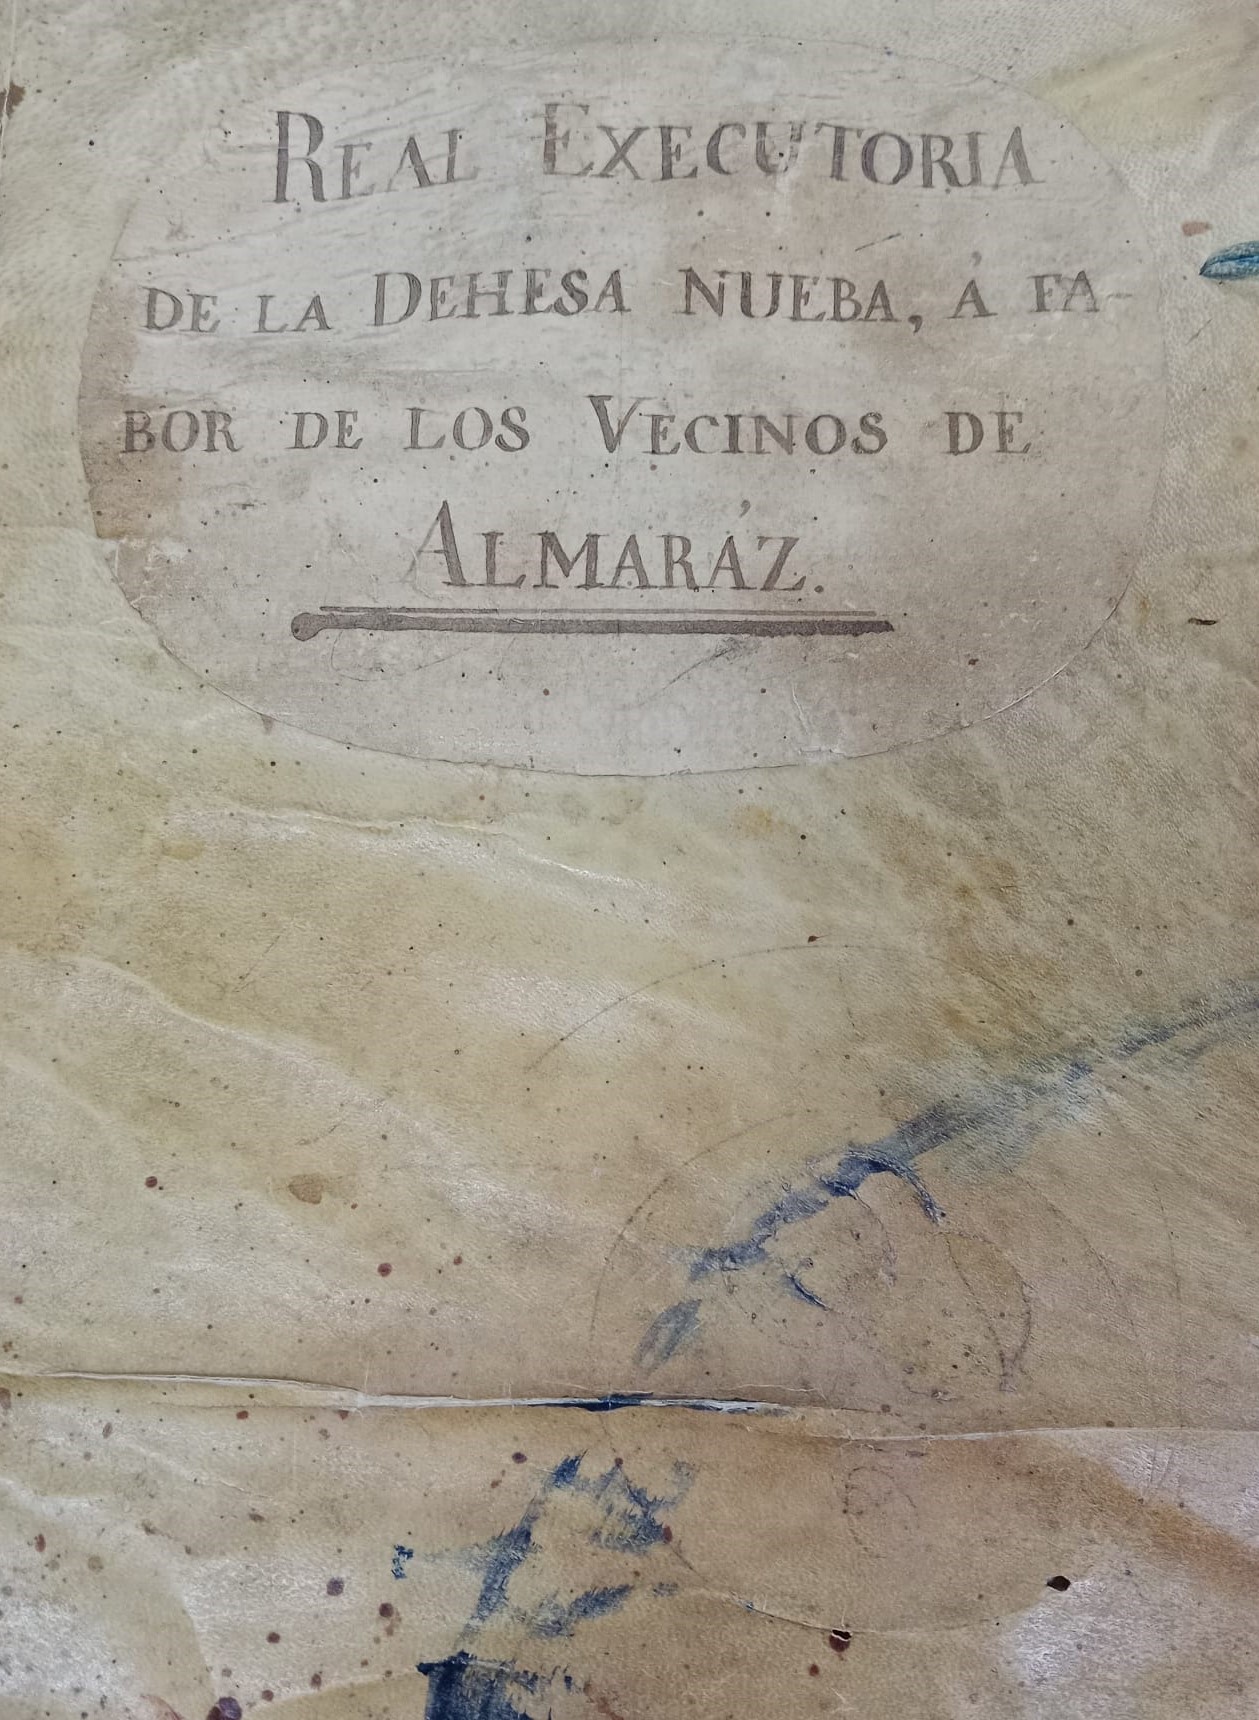 REAL EXECUTORIA
DE LA DEHESA NUEBA, Á FA-
BOR DE LOS VECINOS DE
ALMARÁZ.